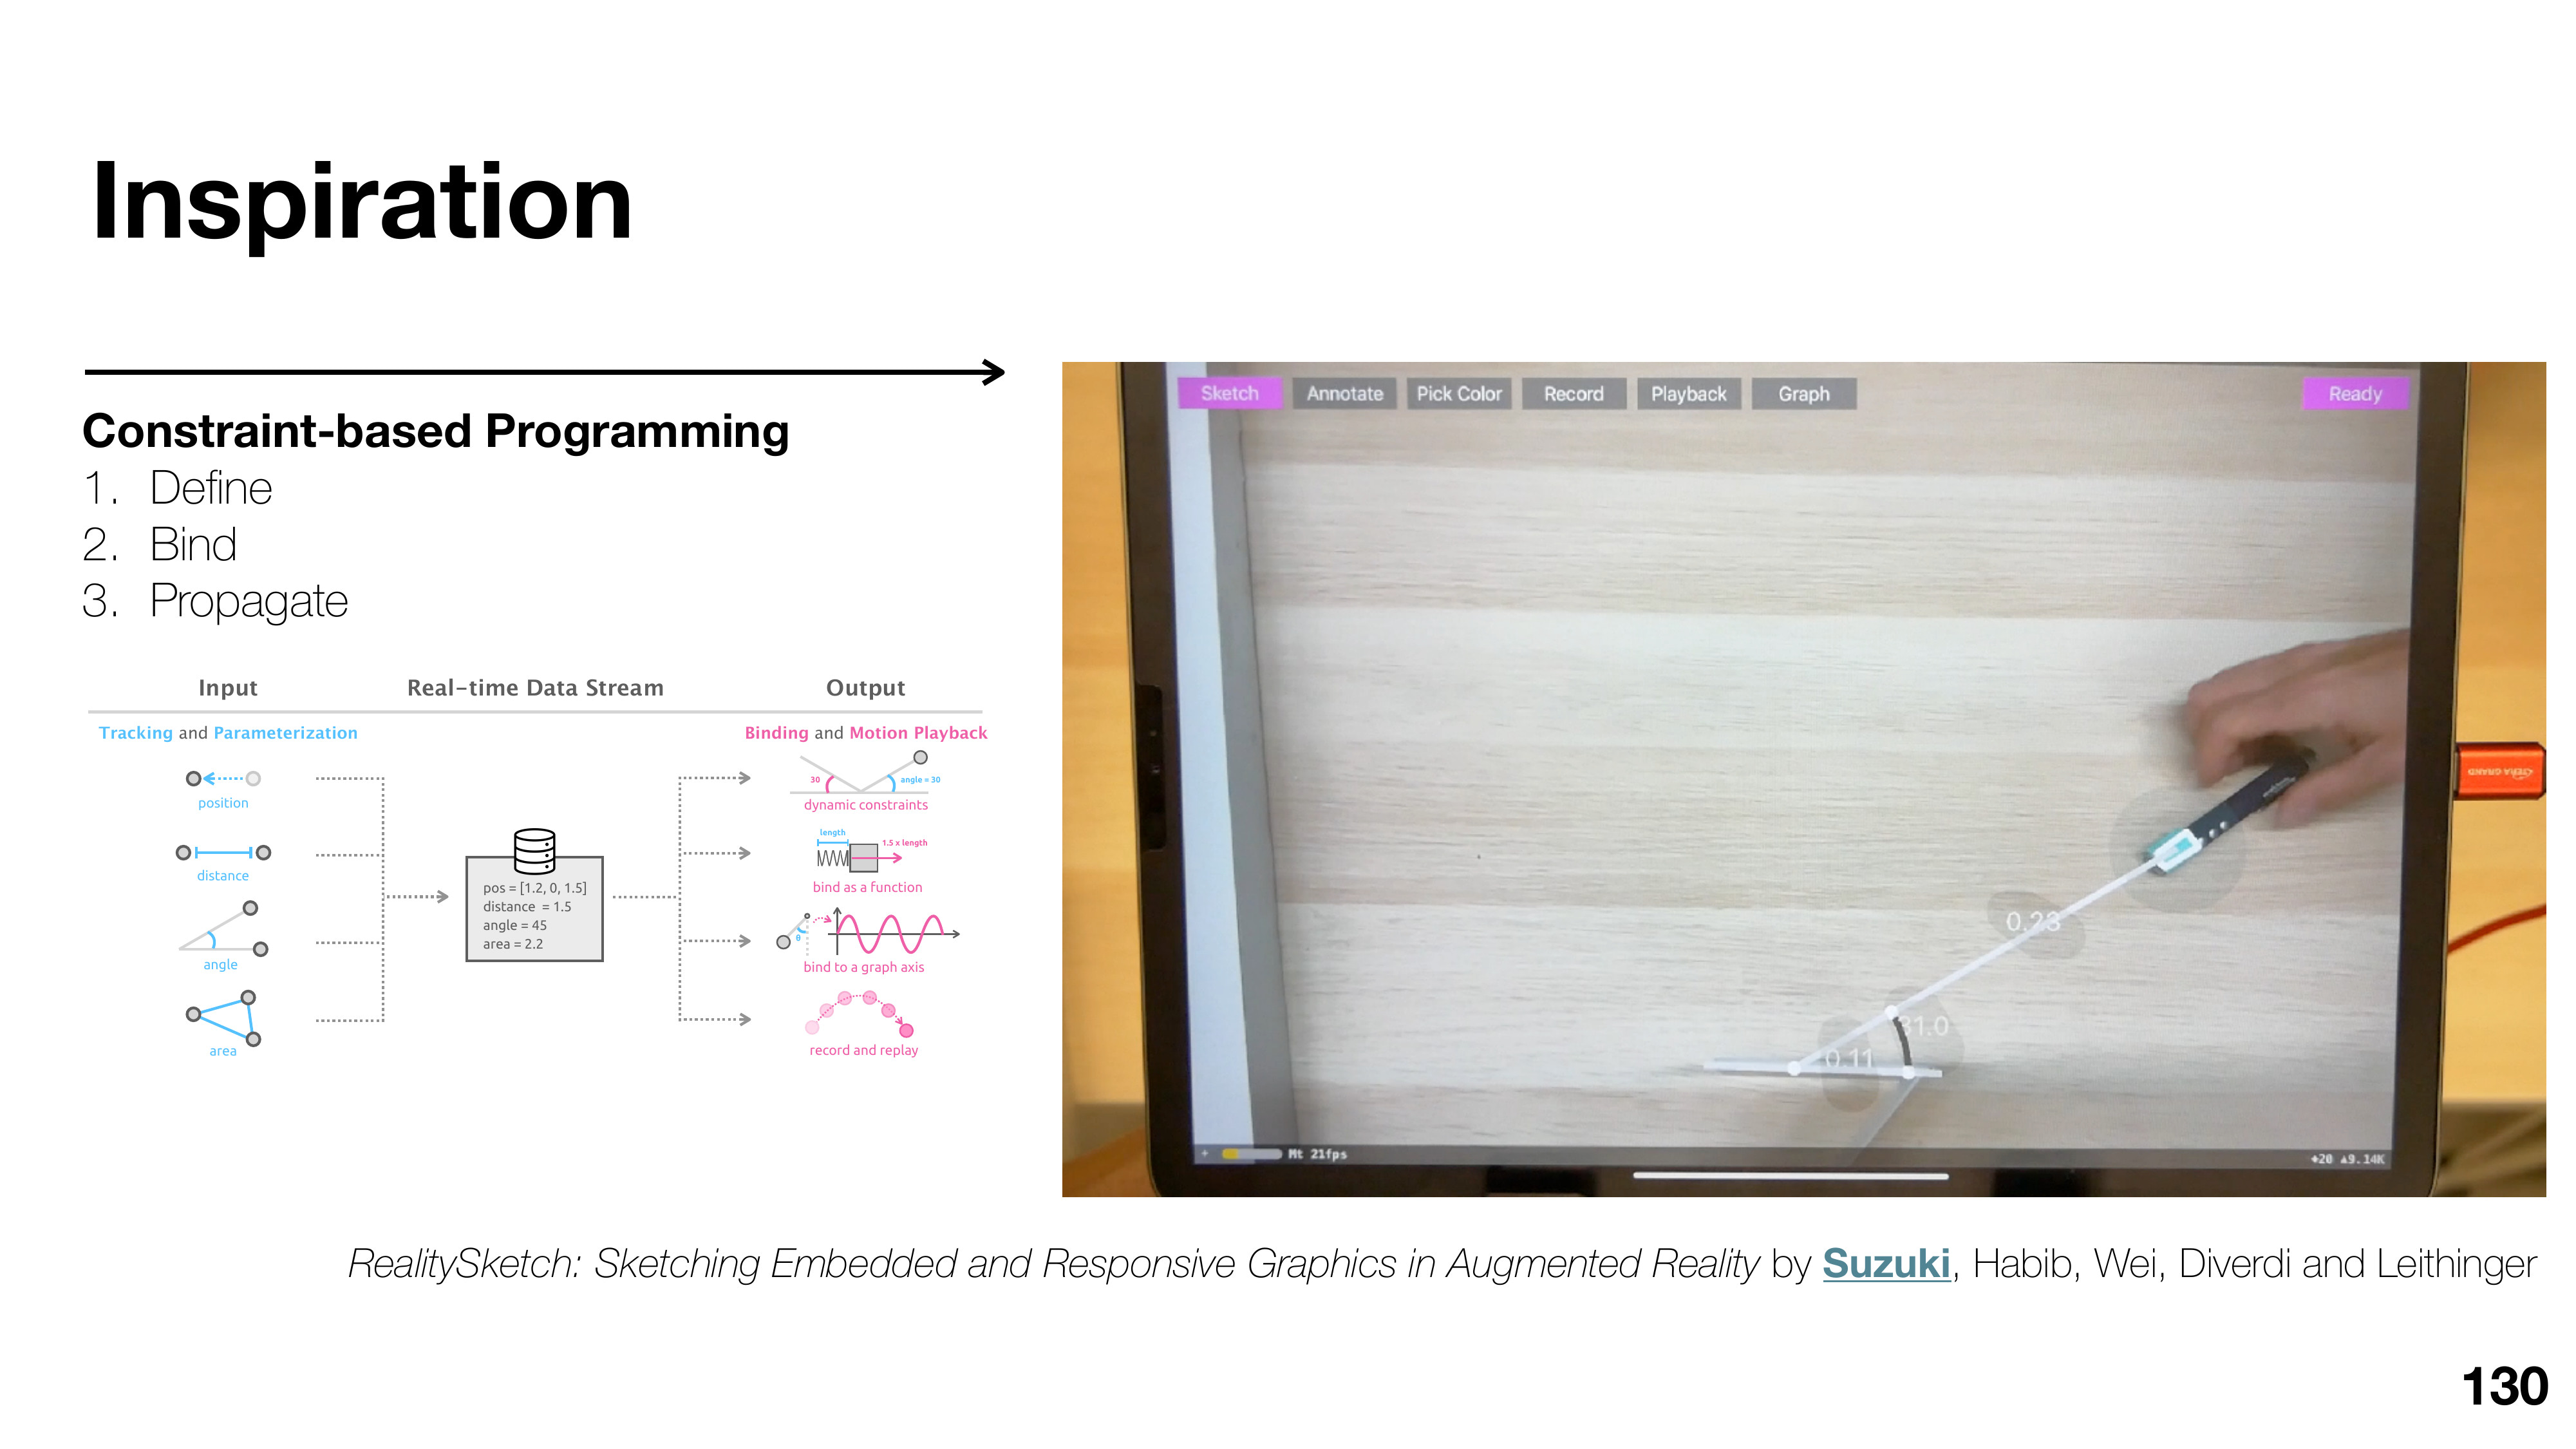 Inspiration
Constraint-based Programming
1. Define
2. Bind
3. Propagate
Input
Real-time Data Stream
Output
Tracking and Parameterization
Binding and Motion Playback
position
distance
angle
area
pos = [1.2, 0, 1.5]
distance = 1.5
angle = 45
area = 2.2
30
angle = 30
dynamic constraints
length
1.5 x length
bind as a function
θ
bind to a graph axis
record and replay
Sketch Annotate Pick Color Record Playback Graph Ready
0.23
31.0
0.11
+ Mt 21fps
RealitySketch: Sketching Embedded and Responsive Graphics in Augmented Reality by Suzuki, Habib, Wei, Diverdi and Leithinger
130